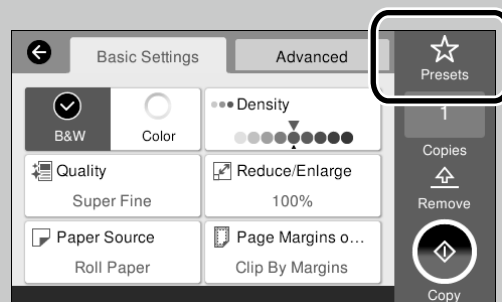 Basic Settings
Advanced
Presets
B&W
Color
Density
1
Copies
Quality
Super Fine
Reduce/Enlarge
100%
Remove
Paper Source
Roll Paper
Page Margins o...
Clip By Margins
Copy